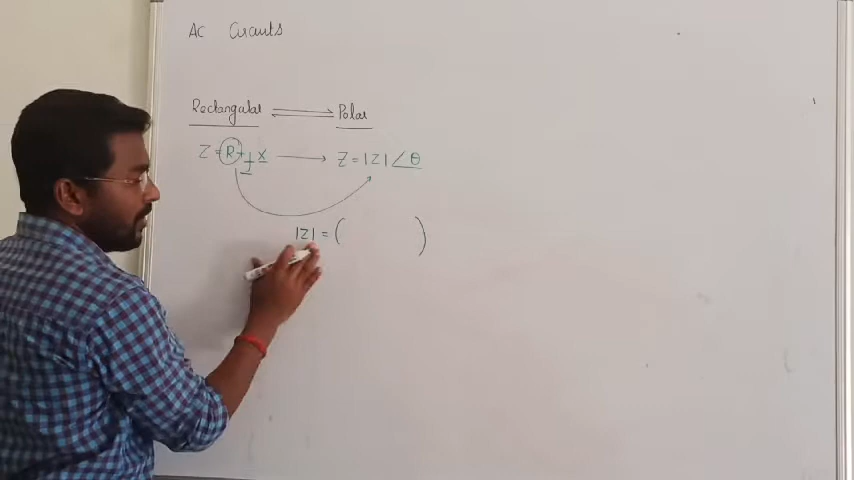 AC Circuits
Rectangular ⇌ Polar
Z = R + jX ⟶ Z = |Z| ∠θ
|Z| = ( )